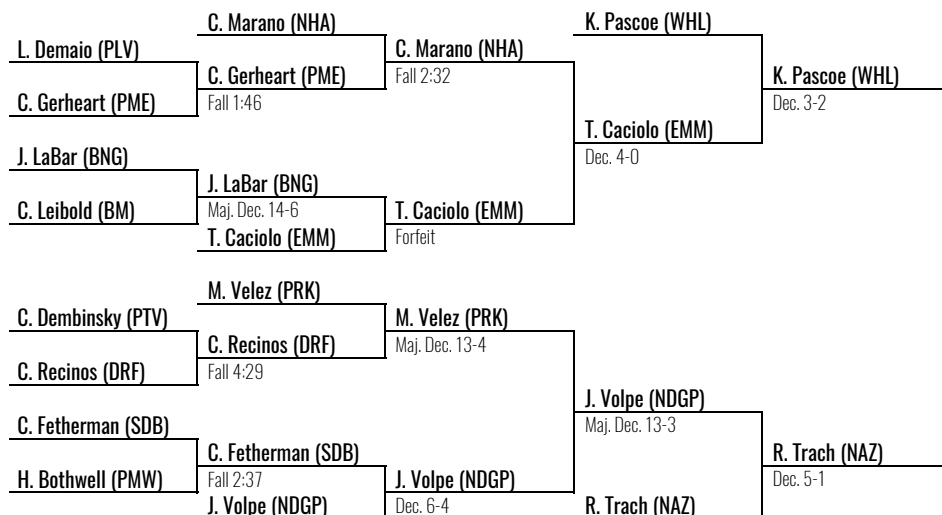 C. Marano (NHA)
K. Pascoe (WHL)
L. Demaio (PLV)
C. Marano (NHA)
C. Gerheart (PME)
Fall 2:32
K. Pascoe (WHL)
C. Gerheart (PME)
Fall 1:46
Dec. 3-2
T. Caciolo (EMM)
J. LaBar (BNG)
Dec. 4-0
J. LaBar (BNG)
C. Leibold (BM)
Maj. Dec. 14-6
T. Caciolo (EMM)
T. Caciolo (EMM)
Forfeit
M. Velez (PRK)
C. Dembinsky (PTV)
M. Velez (PRK)
C. Recinos (DRF)
Maj. Dec. 13-4
C. Recinos (DRF)
Fall 4:29
J. Volpe (NDGP)
C. Fetherman (SDB)
Maj. Dec. 13-3
C. Fetherman (SDB)
R. Trach (NAZ)
H. Bothwell (PMW)
Fall 2:37
J. Volpe (NDGP)
Dec. 5-1
J. Volpe (NDGP)
Dec. 6-4
R. Trach (NAZ)